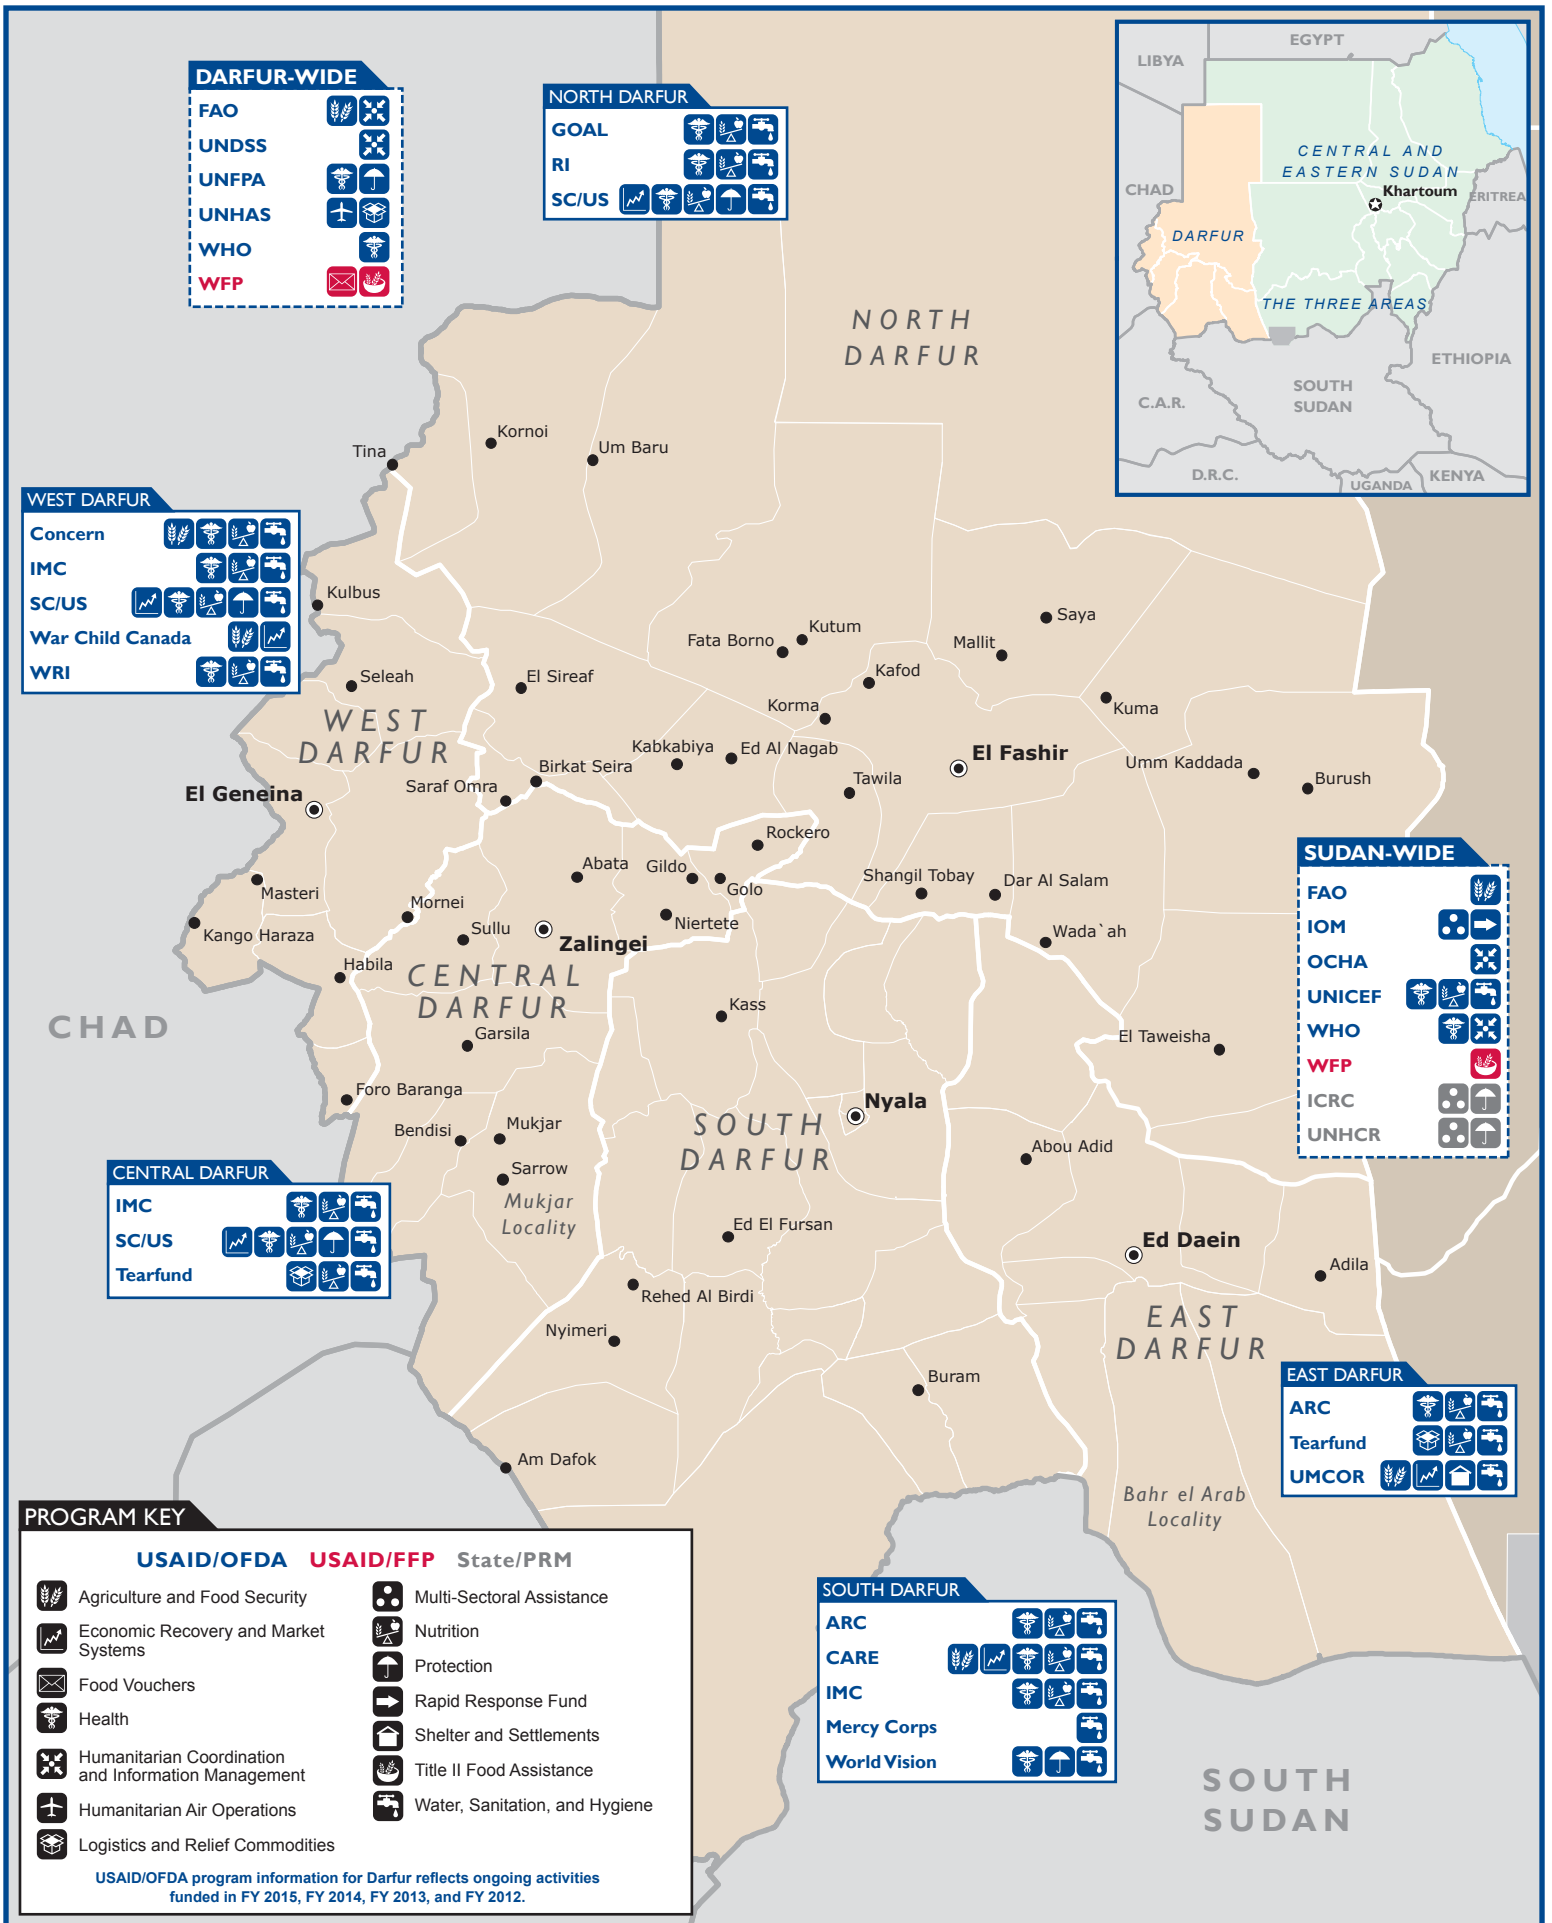 DARFUR-WIDE
FAO
UNDSS
UNFPA
UNHAS
WHO
WFP
NORTH DARFUR
GOAL
RI
SC/US
EGYPT
LIBYA
CHAD
CENTRAL AND
EASTERN SUDAN
Khartoum
ERITREA
DARFUR
THE THREE AREAS
ETHIOPIA
SOUTH
SUDAN
C.A.R.
D.R.C.
UGANDA
KENYA
NORTH
DARFUR
Kornoi
Um Baru
Tina
WEST DARFUR
Concern
IMC
SC/US
War Child Canada
WRI
Kulbus
Seleah
El Sireaf
Fata Borno
Kutum
Saya
Mallit
Kafod
Korma
Kuma
WEST
DARFUR
Kabkabiya
Ed Al Nagab
El Fashir
Umm Kaddada
Burush
Birkat Seira
Saraf Omra
Tawila
El Geneina
Rockero
Abata
Gildo
Golo
Shangil Tobay
Dar Al Salam
Masteri
Mornei
Niertete
Kango Haraza
Sullu
Zalingei
Wada`ah
Habila
CENTRAL
DARFUR
Kass
CHAD
Garsila
El Taweisha
Foro Baranga
Nyala
Mukjar
Bendisi
SOUTH
DARFUR
Abou Adid
Sarrow
Mukjar
Locality
Ed El Fursan
Ed Daein
Adila
Rehed Al Birdi
Nyimeri
EAST
DARFUR
Buram
Am Dafok
Bahr el Arab
Locality
SUDAN-WIDE
FAO
IOM
OCHA
UNICEF
WHO
WFP
ICRC
UNHCR
CENTRAL DARFUR
IMC
SC/US
Tearfund
EAST DARFUR
ARC
Tearfund
UMCOR
SOUTH DARFUR
ARC
CARE
IMC
Mercy Corps
World Vision
SOUTH
SUDAN
PROGRAM KEY
USAID/OFDA USAID/FFP State/PRM
Agriculture and Food Security
Economic Recovery and Market
Systems
Food Vouchers
Health
Humanitarian Coordination
and Information Management
Humanitarian Air Operations
Logistics and Relief Commodities
Multi-Sectoral Assistance
Nutrition
Protection
Rapid Response Fund
Shelter and Settlements
Title II Food Assistance
Water, Sanitation, and Hygiene
USAID/OFDA program information for Darfur reflects ongoing activities
funded in FY 2015, FY 2014, FY 2013, and FY 2012.